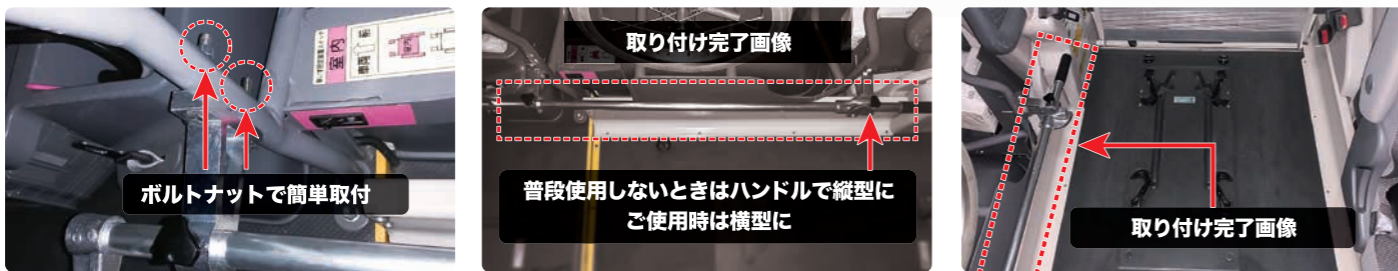 室内
ボルトナットで簡単取付
取り付け完了画像
普段使用しないときはハンドルで縦型に
ご使用時は横型に
取り付け完了画像